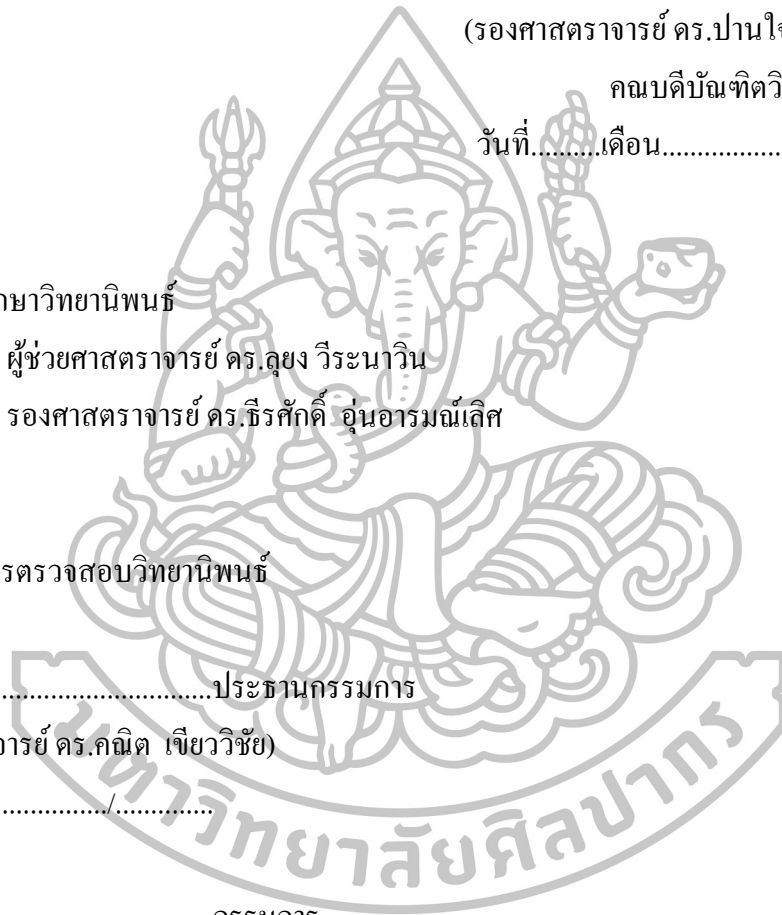 (รองศาสตราจารย์ ดร.ปานใจ
คณบดีบัณฑิตวิ
วันที่..........เดือน..................
กษาวิทยานิพนธ์
ผู้ช่วยศาสตราจารย์ ดร.ลุยง วีระนาวิน
รองศาสตราจารย์ ดร.ธีรศักดิ์ อุ่นอารมณ์เลิศ
รตรวจสอบวิทยานิพนธ์
...............................ประธานกรรมการ
ารย์ ดร.คณิต เขียววิชัย)
................/..............
มหาวิทยาลัยศิลปากร